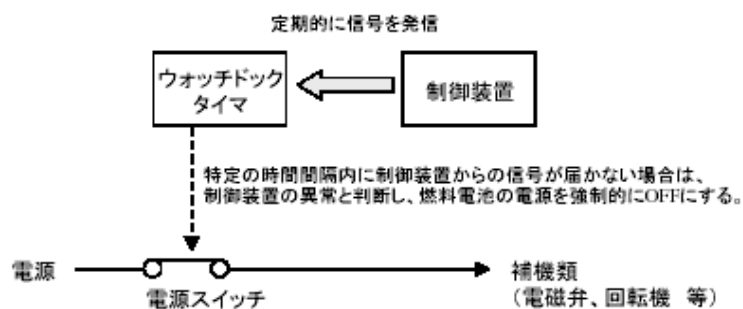 定期的に信号を発信
ウォッチドック
タイマ
制御装置
特定の時間間隔内に制御装置からの信号が届かない場合は、
制御装置の異常と判断し、燃料電池の電源を強制的にOFFにする。
電源
電源スイッチ
補機類
（電磁弁、回転機 等）